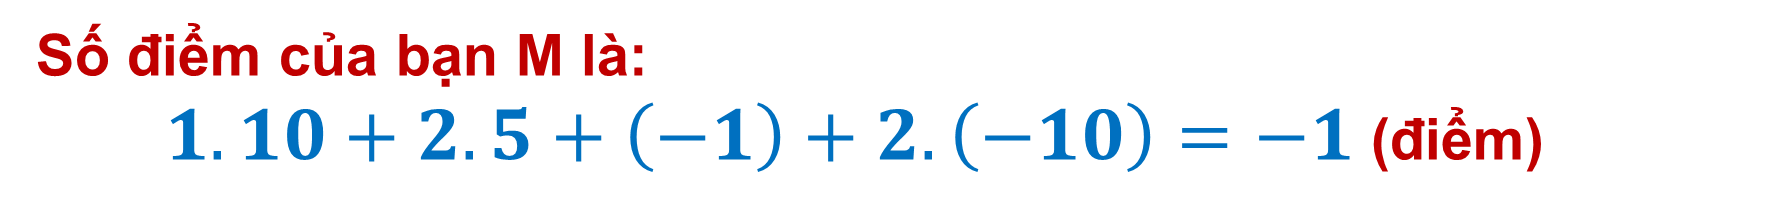 Số điểm của bạn M là:
1. 10 + 2. 5 + (−1) + 2. (−10) = −1 (điểm)